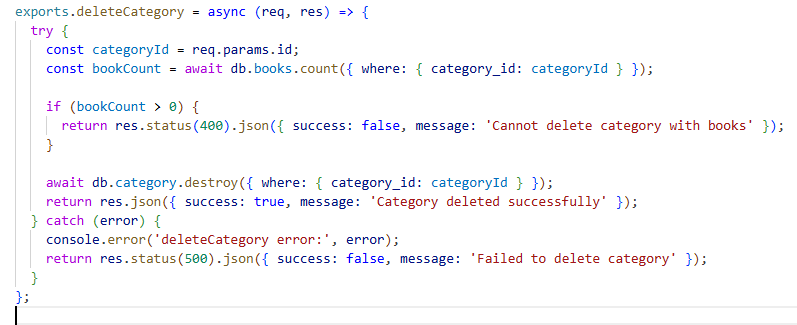 exports.deleteCategory = async (req, res) => {
  try {
    const categoryId = req.params.id;
    const bookCount = await db.books.count({ where: { category_id: categoryId } });

    if (bookCount > 0) {
      return res.status(400).json({ success: false, message: 'Cannot delete category with books' });
    }

    await db.category.destroy({ where: { category_id: categoryId } });
    return res.json({ success: true, message: 'Category deleted successfully' });
  } catch (error) {
    console.error('deleteCategory error:', error);
    return res.status(500).json({ success: false, message: 'Failed to delete category' });
  }
};